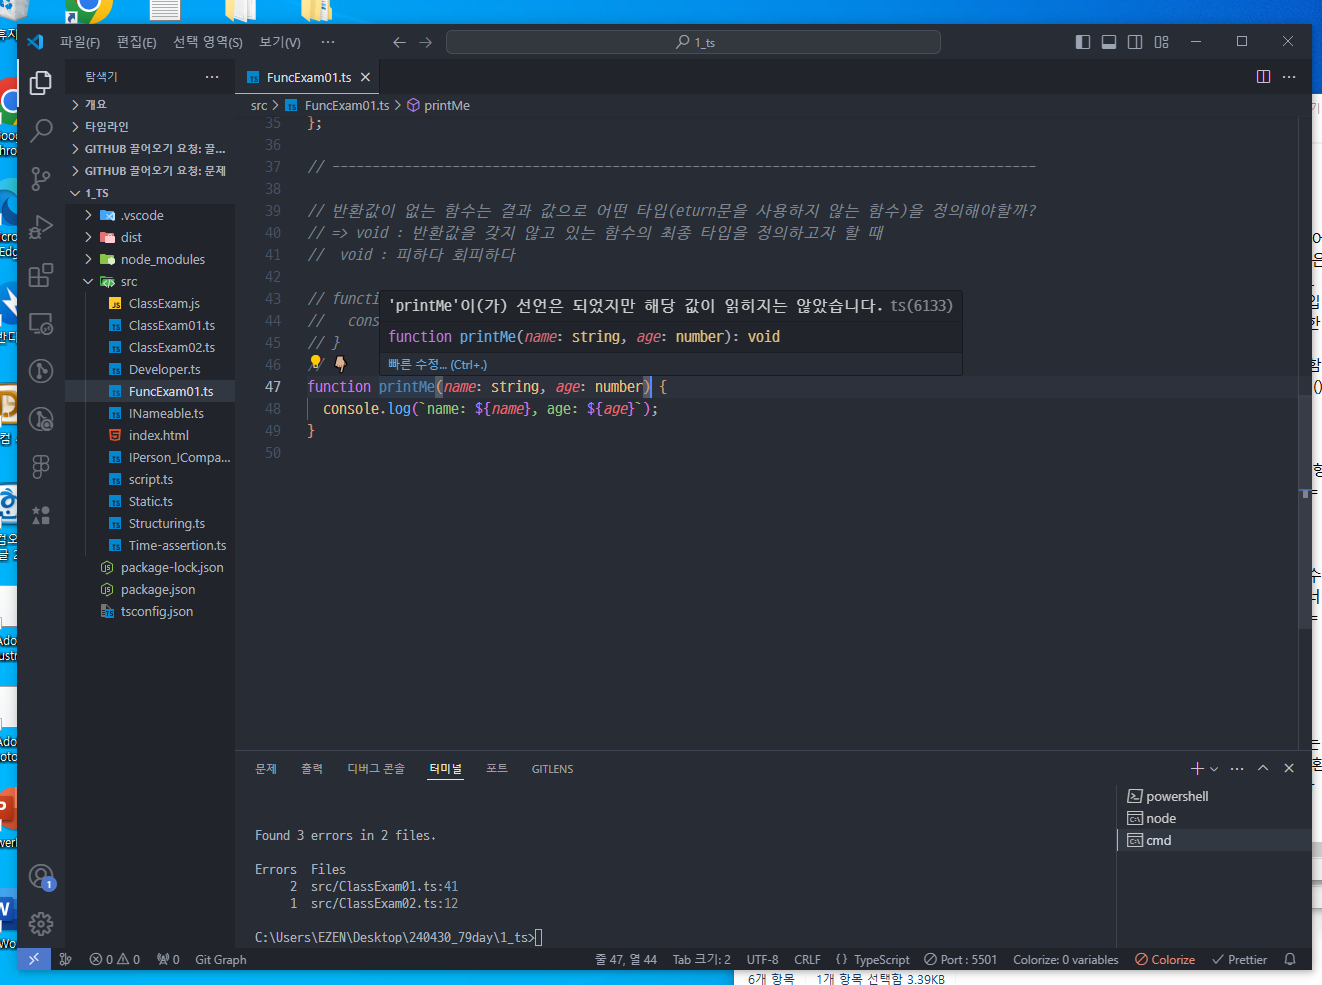 파일(F) 편집(E) 선택 영역(S) 보기(V) ··· 1_ts
탐색기 ···
FuncExam01.ts
src > FuncExam01.ts > printMe
개요
타임라인
GITHUB 끌어오기 요청: 끌...
GITHUB 끌어오기 요청: 문제
1_TS
.vscode
dist
node_modules
src
ClassExam.js
ClassExam01.ts
ClassExam02.ts
Developer.ts
FuncExam01.ts
INameable.ts
index.html
IPerson_ICompa...
script.ts
Static.ts
Structuring.ts
Time-assertion.ts
package-lock.json
package.json
tsconfig.json
35 };
36
37 // ----------------------------------------------------------------------------------------
38
39 // 반환값이 없는 함수는 결과 값으로 어떤 타입(eturn문을 사용하지 않는 함수)을 정의해야할까?
40 // => void : 반환값을 갖지 않고 있는 함수의 최종 타입을 정의하고자 할 때
41 //  void : 피하다 회피하다
42
43 // functi
44 //   cons
45 // }
46 // 👇
47 function printMe(name: string, age: number) {
48   console.log(`name: ${name}, age: ${age}`);
49 }
50
'printMe'이(가) 선언은 되었지만 해당 값이 읽히지는 않았습니다. ts(6133)
function printMe(name: string, age: number): void
빠른 수정... (Ctrl+.)
문제 출력 디버그 콘솔 터미널 포트 GITLENS
Found 3 errors in 2 files.
Errors  Files
     2  src/ClassExam01.ts:41
     1  src/ClassExam02.ts:12
C:\Users\EZEN\Desktop\240430_79day\1_ts>
powershell
node
cmd
1
0 0 0 Git Graph 줄 47, 열 44 Tab 크기: 2 UTF-8 CRLF {} TypeScript Port : 5501 Colorize: 0 variables Colorize Prettier
6개 항목 1개 항목 선택함 3.39KB